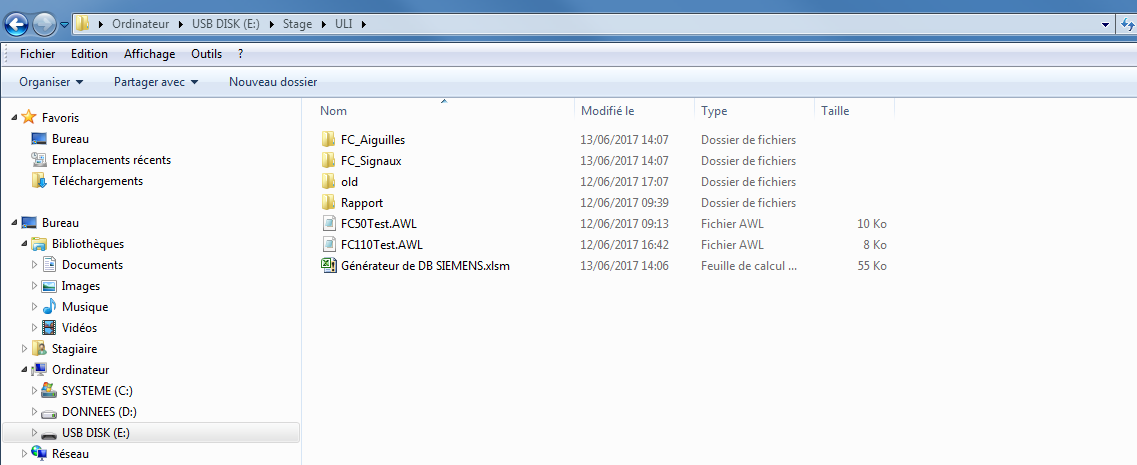 Ordinateur USB DISK (E:) Stage ULI
Fichier Edition Affichage Outils ?
Organiser Partager avec Nouveau dossier
Favoris
Bureau
Emplacements récents
Téléchargements
Bureau
Bibliothèques
Documents
Images
Musique
Vidéos
Stagiaire
Ordinateur
SYSTEME (C:)
DONNEES (D:)
USB DISK (E:)
Réseau
Nom Modifié le Type Taille
FC_Aiguilles 13/06/2017 14:07 Dossier de fichiers
FC_Signaux 13/06/2017 14:07 Dossier de fichiers
old 12/06/2017 17:07 Dossier de fichiers
Rapport 12/06/2017 09:39 Dossier de fichiers
FC50Test.AWL 12/06/2017 09:13 Fichier AWL 10 Ko
FC110Test.AWL 12/06/2017 16:42 Fichier AWL 8 Ko
Générateur de DB SIEMENS.xlsm 13/06/2017 14:06 Feuille de calcul ... 55 Ko